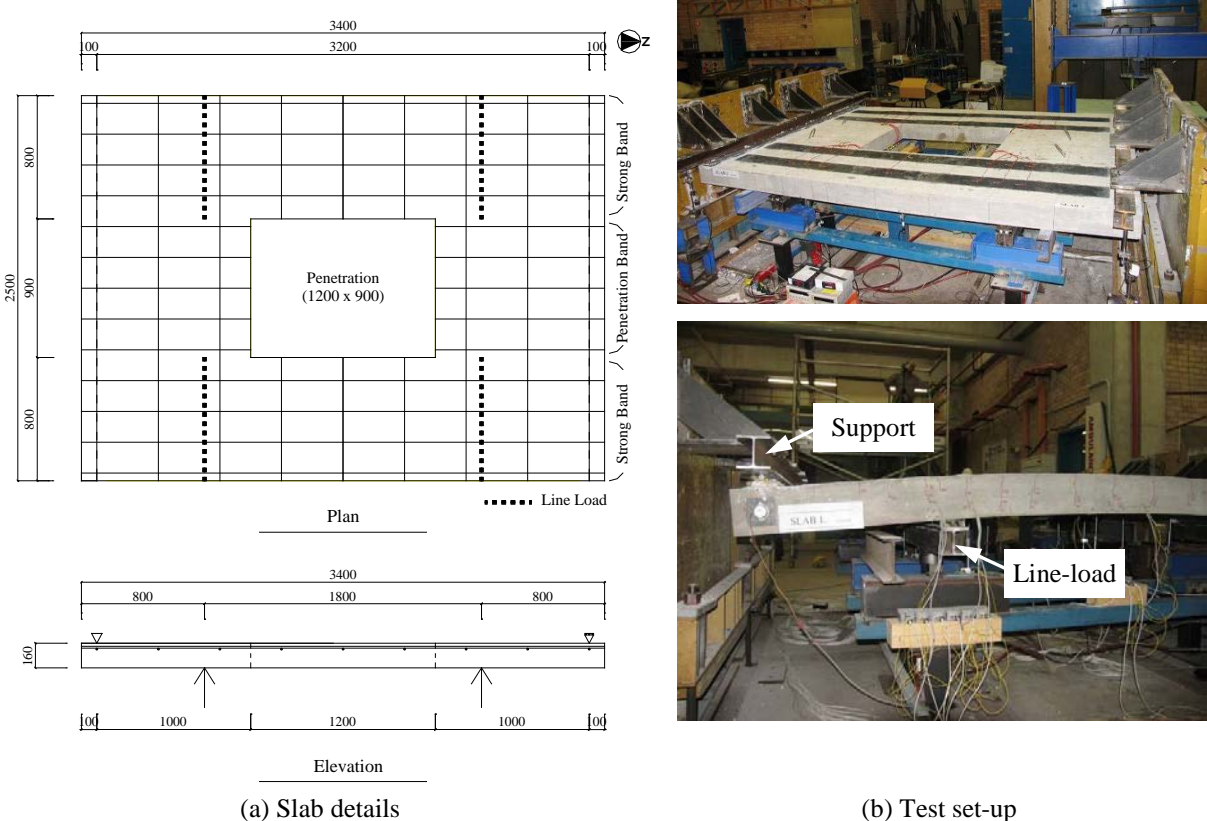 3400
100
3200
100
Z
2500
800
900
800
Strong Band
Penetration Band
Strong Band
Penetration
(1200 x 900)
Line Load
Plan
3400
800
1800
800
160
100
1000
1200
1000
100
Elevation
(a) Slab details
Support
SLAB 1
Line-load
(b) Test set-up